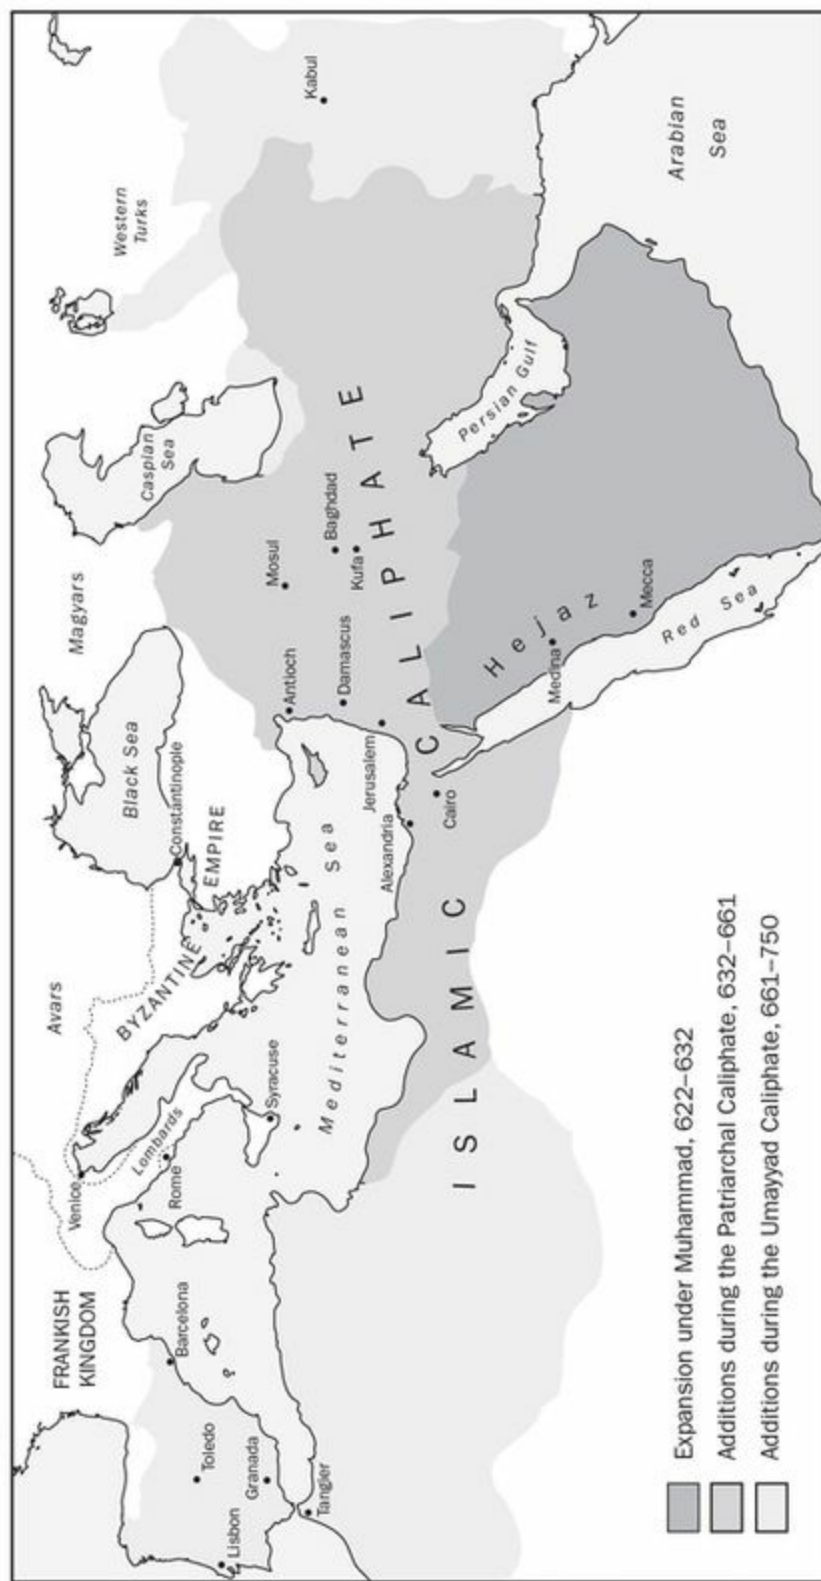 FRANKISH
KINGDOM
Avars
Magyars
Western
Turks
Venice
Lombards
BYZANTINE
EMPIRE
Black Sea
Constantinople
Caspian
Sea
Barcelona
Rome
Toledo
Lisbon
Granada
Tangier
Syracuse
Mediterranean Sea
Antioch
Mosul
Damascus
Baghdad
Kufa
Kabul
Jerusalem
Alexandria
Cairo
ISLAMIC CALIPHATE
Persian Gulf
Hejaz
Medina
Mecca
Red Sea
Arabian
Sea
Expansion under Muhammad, 622–632
Additions during the Patriarchal Caliphate, 632–661
Additions during the Umayyad Caliphate, 661–750